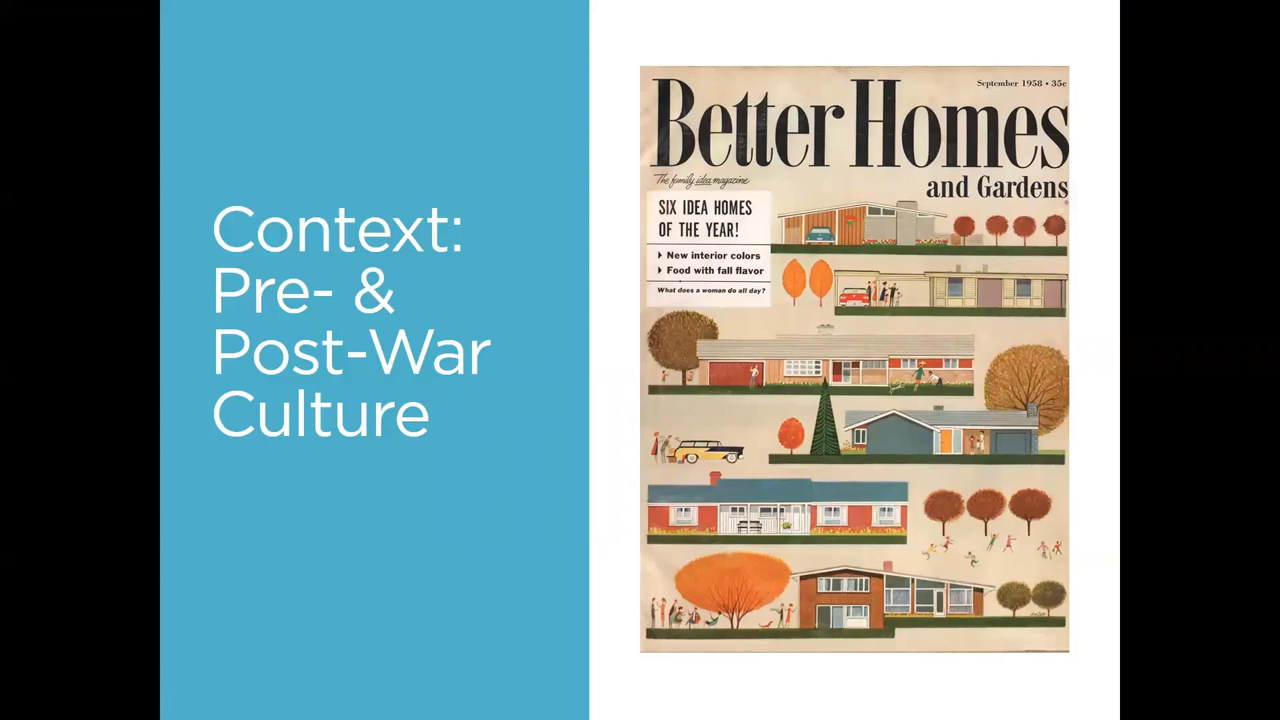 Context:
Pre- &
Post-War
Culture
September 1958 • 35c
Better Homes
and Gardens
The family idea magazine
SIX IDEA HOMES
OF THE YEAR!
New interior colors
Food with fall flavor
What does a woman do all day?